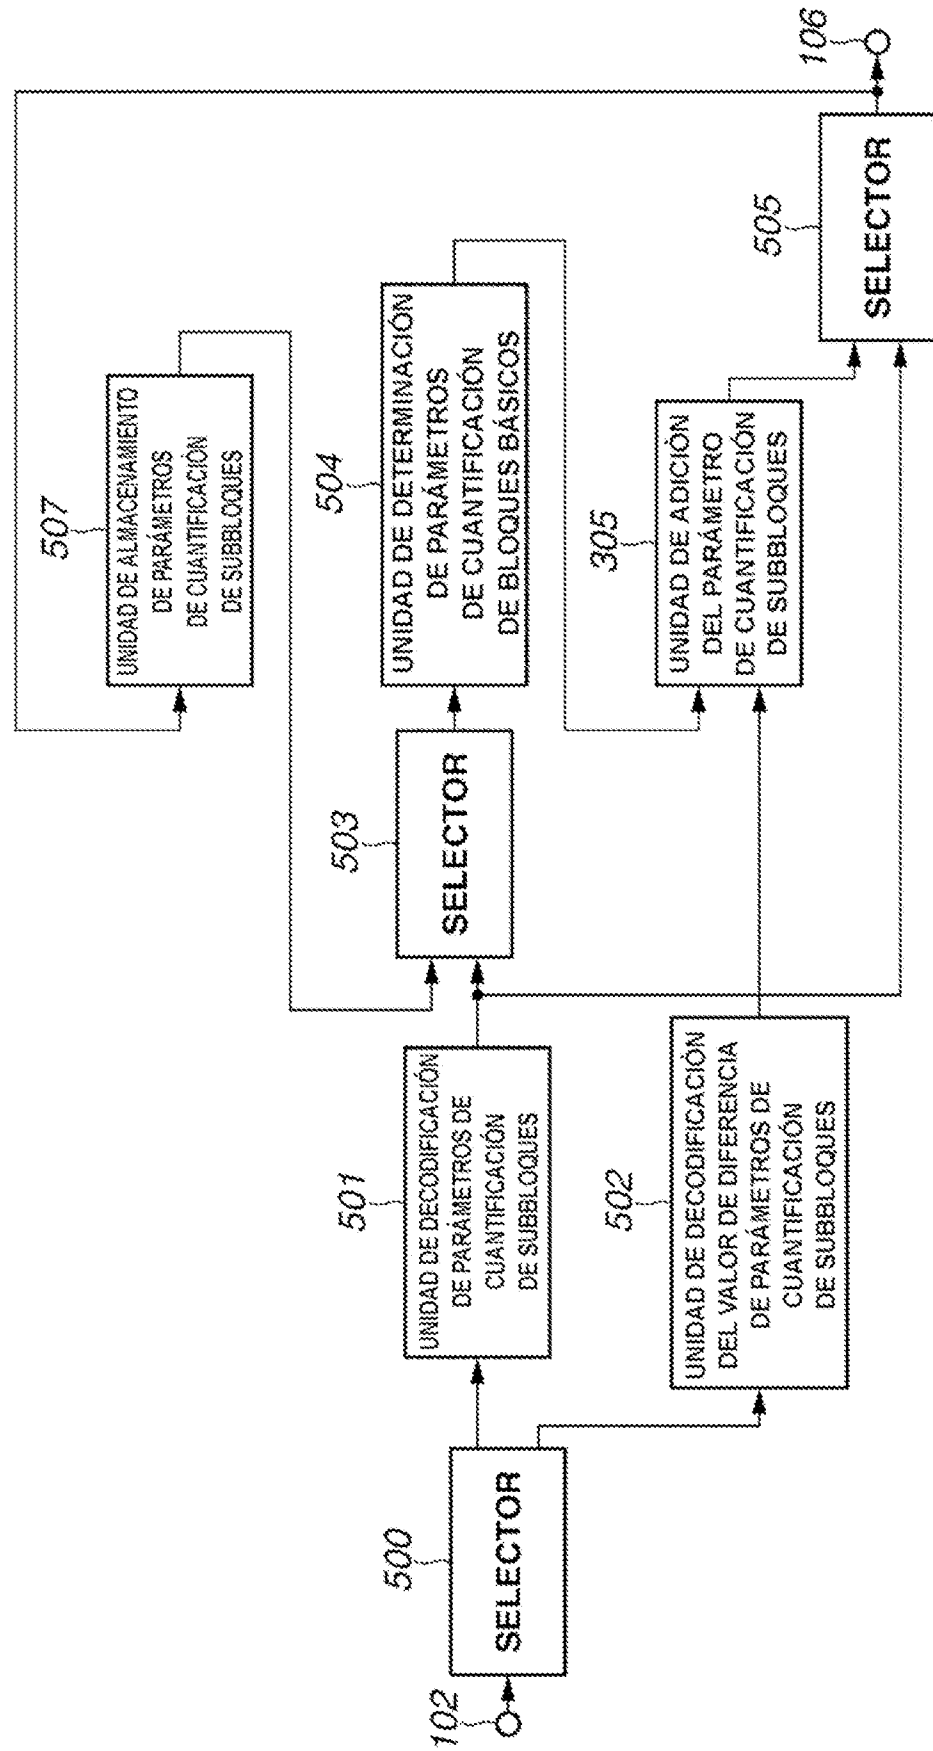 102
500
SELECTOR
501
UNIDAD DE DECODIFICACIÓN
DE PARÁMETROS DE
CUANTIFICACIÓN
DE SUBBLOQUES
502
UNIDAD DE DECODIFICACIÓN
DEL VALOR DE DIFERENCIA
DE PARÁMETROS DE
CUANTIFICACIÓN
DE SUBBLOQUES
503
SELECTOR
507
UNIDAD DE ALMACENAMIENTO
DE PARÁMETROS
DE CUANTIFICACIÓN
DE SUBBLOQUES
504
UNIDAD DE DETERMINACIÓN
DE PARÁMETROS
DE CUANTIFICACIÓN
DE BLOQUES BÁSICOS
305
UNIDAD DE ADICIÓN
DEL PARÁMETRO
DE CUANTIFICACIÓN
DE SUBBLOQUES
505
SELECTOR
106